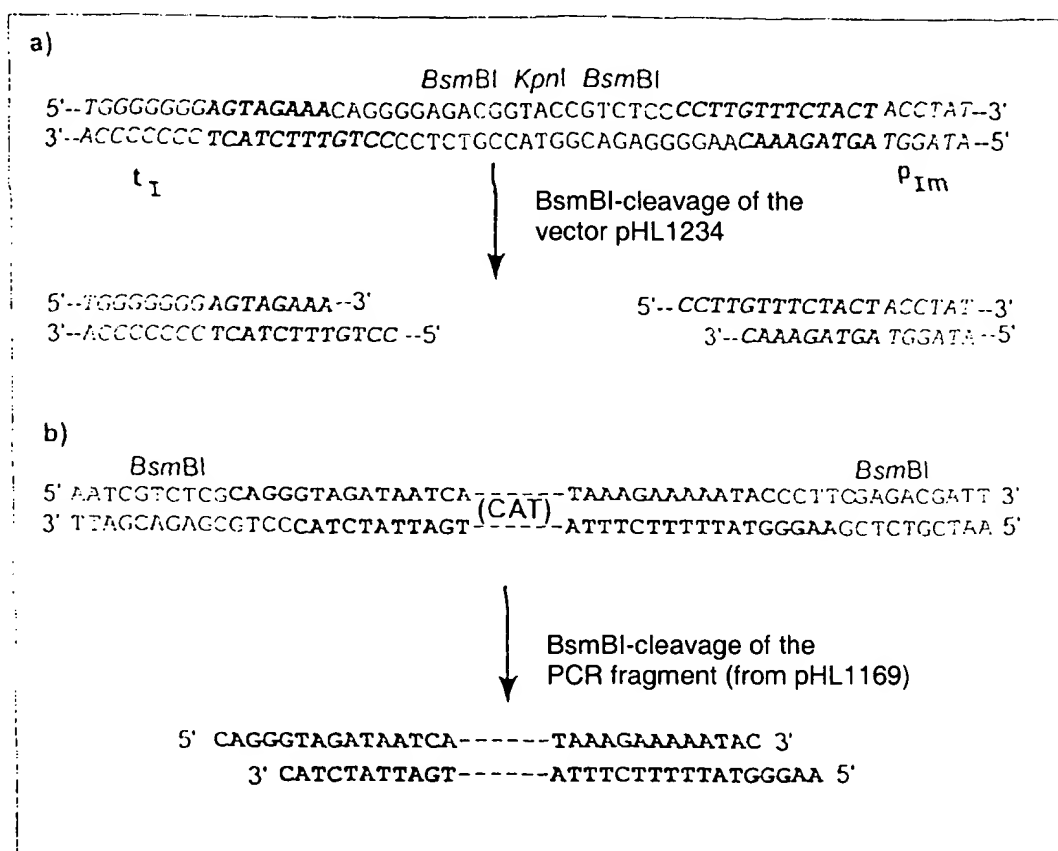 a)
BsmBI KpnI BsmBI
5'--TGGGGGGGAGTAGAAACAGGGGAGACGGTACCGTCTCCCCTTGTTTCTACT ACCTAT--3'
3'--ACCCCCCC TCATCTTTGTCCCCTCTGCCATGGCAGAGGGGAACAAAGATGA TGGATA--5'
tI PIm
BsmBI-cleavage of the
vector pHL1234
5'--TGGGGGGGAGTAGAAA--3' 5'--CCTTGTTTCTACT ACCTAT--3'
3'--ACCCCCCC TCATCTTTGTCC --5' 3'--CAAAGATGA TGGATA--5'
b)
BsmBI BsmBI
5' AATCGTCTCGCAGGGTAGATAATCA------TAAAGAAAAATACCCTTCGAGACGATT 3'
(CAT)
3' TTAGCAGAGCGTCCCATCTATTAGT------ATTTCTTTTTATGGGAAGCTCTGCTAA 5'
BsmBI-cleavage of the
PCR fragment (from pHL1169)
5' CAGGGTAGATAATCA------TAAAGAAAAATAC 3'
3' CATCTATTAGT------ATTTCTTTTTATGGGAA 5'